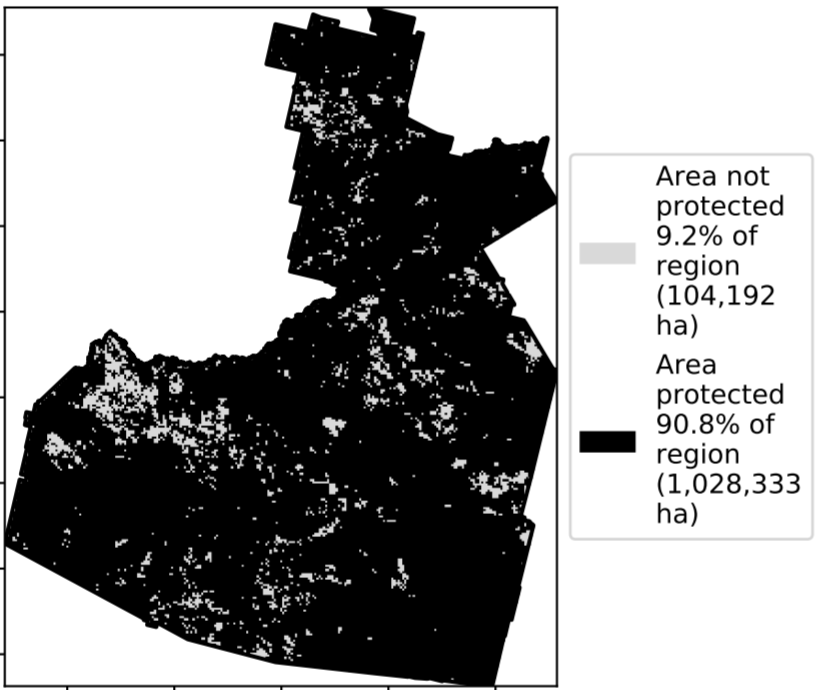 Area not
protected
9.2% of
region
(104,192
ha)
Area
protected
90.8% of
region
(1,028,333
ha)